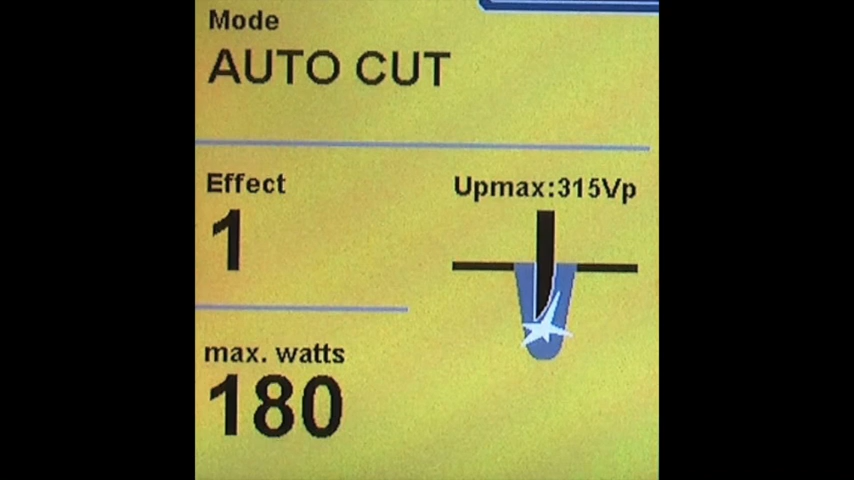 Mode
AUTO CUT
Effect
1
Upmax:315Vp
max. watts
180